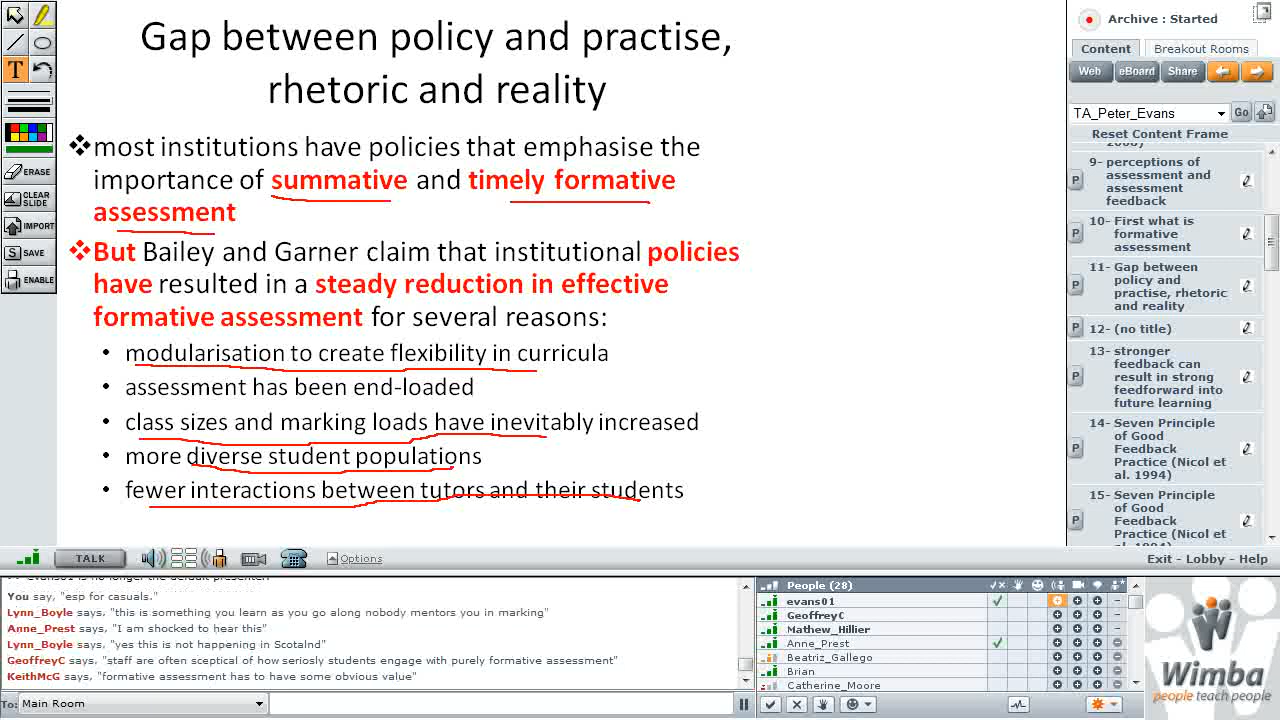 Gap between policy and practise,
rhetoric and reality
❖most institutions have policies that emphasise the
importance of summative and timely formative
assessment
❖But Bailey and Garner claim that institutional policies
have resulted in a steady reduction in effective
formative assessment for several reasons:
• modularisation to create flexibility in curricula
• assessment has been end-loaded
• class sizes and marking loads have inevitably increased
• more diverse student populations
• fewer interactions between tutors and their students
T
ERASE
CLEAR
SLIDE
IMPORT
SAVE
ENABLE
Archive : Started
Content Breakout Rooms
Web eBoard Share
TA_Peter_Evans Go
Reset Content Frame
P 9- perceptions of
assessment and
assessment
feedback
P 10- First what is
formative
assessment
P 11- Gap between
policy and
practise, rhetoric
and reality
P 12- (no title)
P 13- stronger
feedback can
result in strong
feedforward into
future learning
P 14- Seven Principle
of Good
Feedback
Practice (Nicol et
al. 1994)
P 15- Seven Principle
of Good
Feedback
Practice (Nicol et
TALK Options
Exit - Lobby - Help
>> evans01 is no longer the default presenter.
You say, "esp for casuals."
Lynn_Boyle says, "this is something you learn as you go along nobody mentors you in marking"
Anne_Prest says, "I am shocked to hear this"
Lynn_Boyle says, "yes this is not happening in Scotalnd"
GeoffreyC says, "staff are often sceptical of how seriosly students engage with purely formative assessment"
KeithMcG says, "formative assessment has to have some obvious value"
To: Main Room
People (28)
evans01
GeoffreyC
Mathew_Hillier
Anne_Prest
Beatriz_Gallego
Brian
Catherine_Moore
Wimba
people teach people